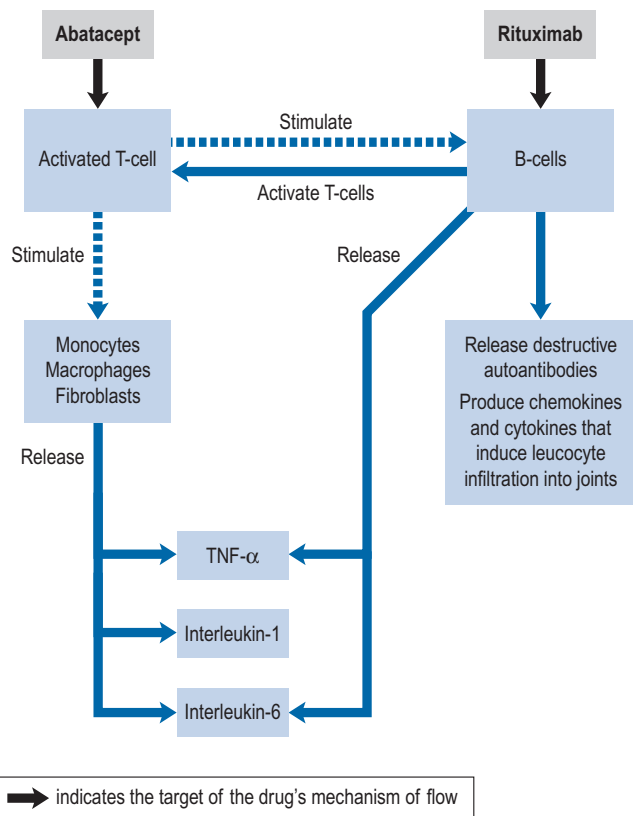 Abatacept
Rituximab
Activated T-cell
Stimulate
Activate T-cells
B-cells
Stimulate
Release
Monocytes
Macrophages
Fibroblasts
Release destructive
autoantibodies
Produce chemokines
and cytokines that
induce leucocyte
infiltration into joints
Release
TNF-α
Interleukin-1
Interleukin-6
indicates the target of the drug's mechanism of flow